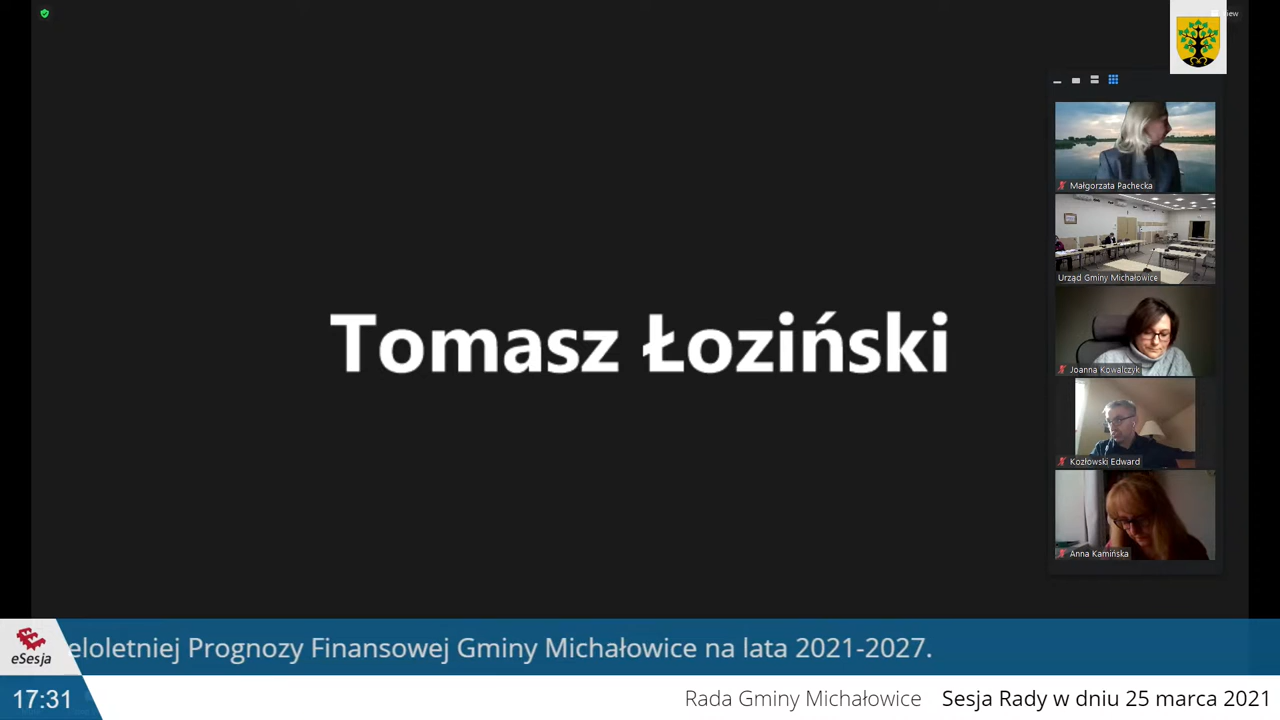 View
Małgorzata Pachecka
Urząd Gminy Michałowice
Tomasz Łoziński
Joanna Kowalczyk
Kozłowski Edward
Anna Kamińska
eloletniej Prognozy Finansowej Gminy Michałowice na lata 2021-2027.
eSesja
17:31
Rada Gminy Michałowice Sesja Rady w dniu 25 marca 2021